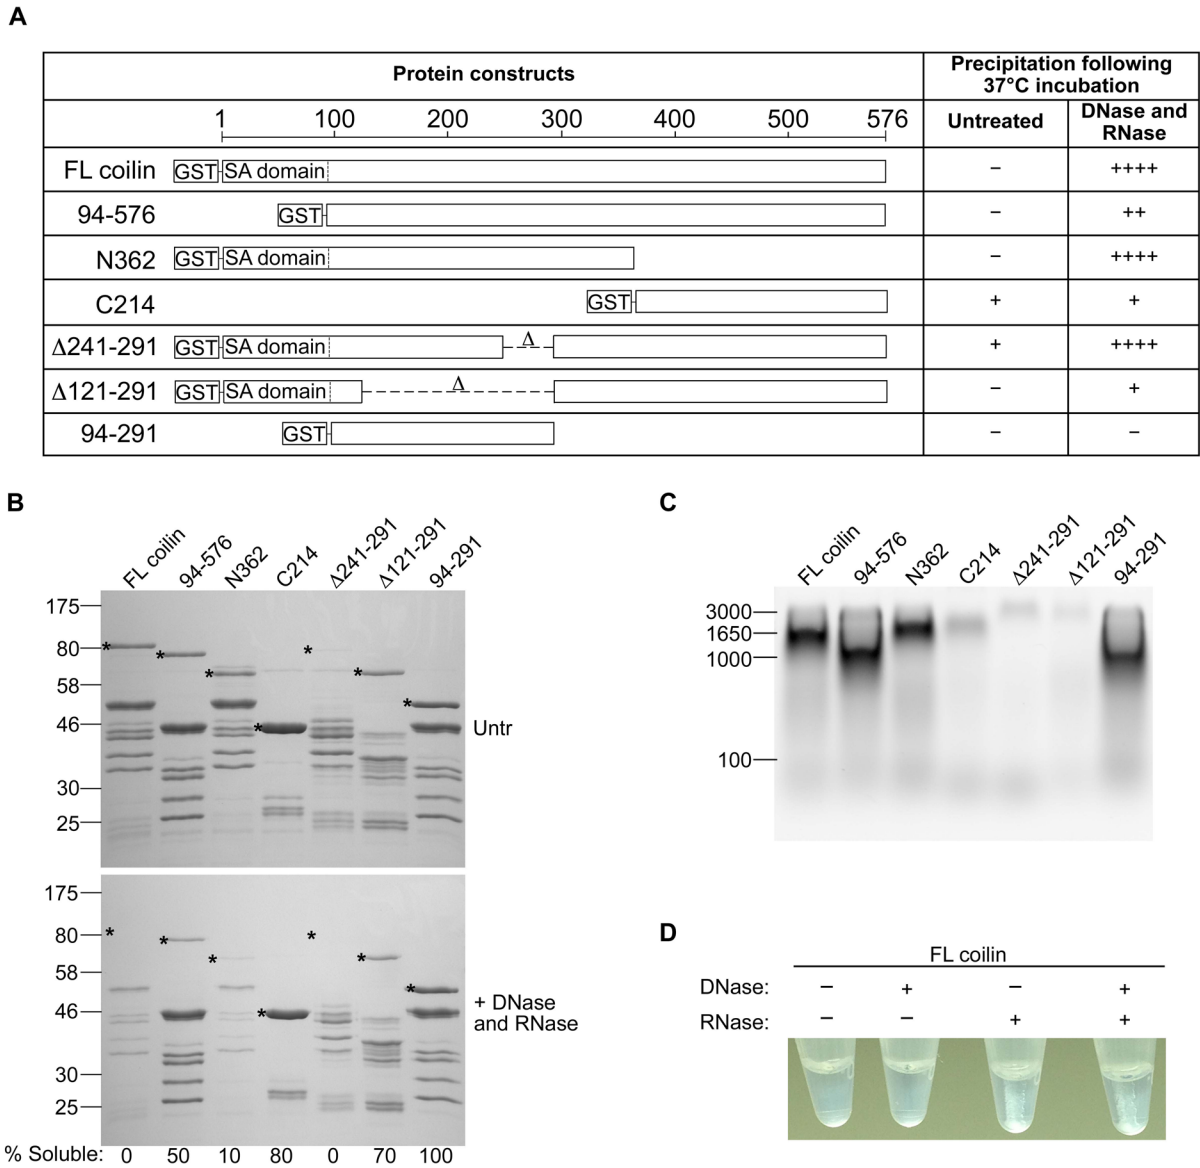 A
Protein constructs
Precipitation following
37°C incubation
1 100 200 300 400 500 576
Untreated
DNase and
RNase
FL coilin GST SA domain − ++++
94-576 GST − ++
N362 GST SA domain − ++++
C214 GST + +
Δ241-291 GST SA domain Δ + ++++
Δ121-291 GST SA domain Δ − +
94-291 GST − −
B
FL coilin 94-576 N362 C214 Δ241-291 Δ121-291 94-291
175
80
58
46
30
25
* * * * * * *
Untr
175
80
58
46
30
25
* * * * * * *
+ DNase
and RNase
% Soluble: 0 50 10 80 0 70 100
C
FL coilin 94-576 N362 C214 Δ241-291 Δ121-291 94-291
3000
1650
1000
100
D
FL coilin
DNase: − + − +
RNase: − − + +